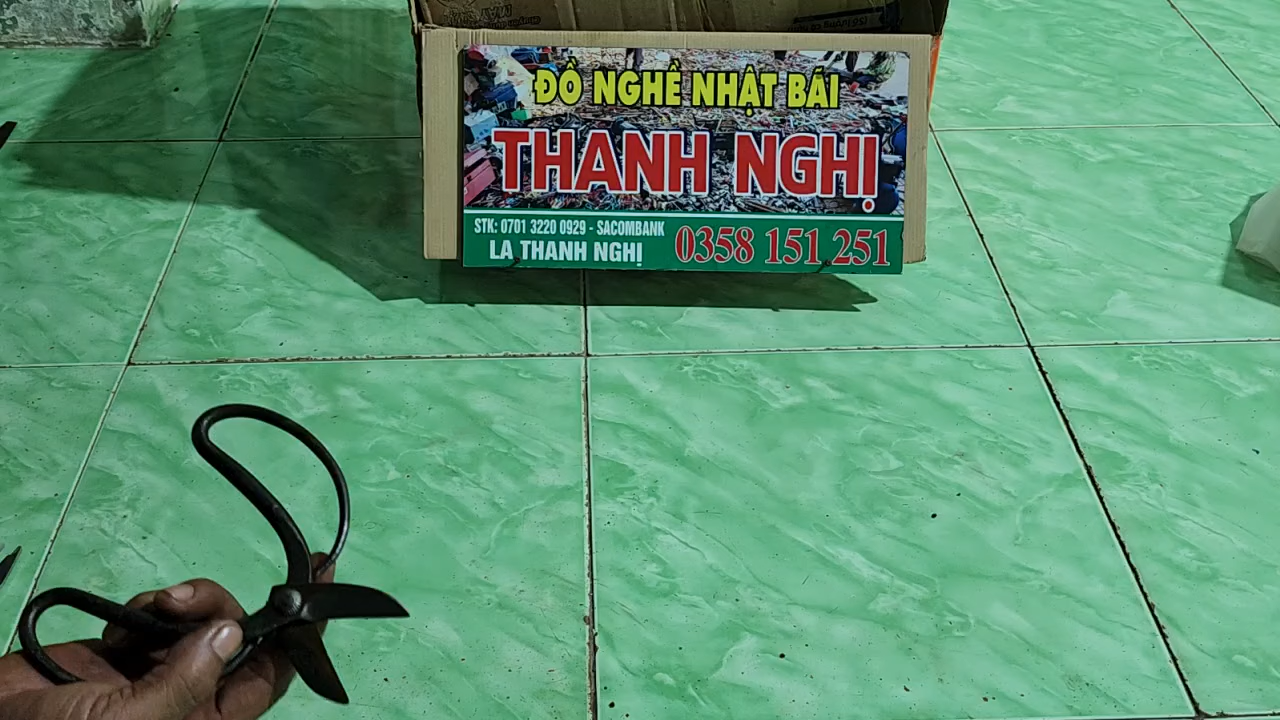 ĐỒ NGHỀ NHẬT BÃI
THANH NGHỊ
STK: 0701 3220 0929 - SACOMBANK
LA THANH NGHỊ
0358 151 251